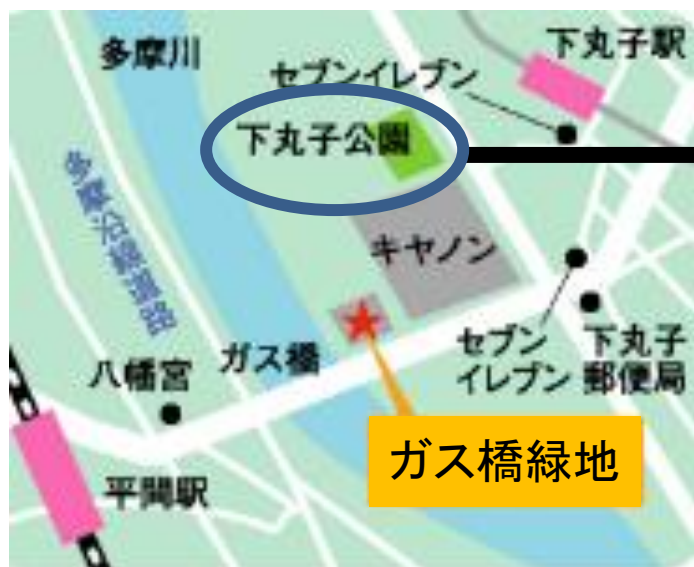 多摩川
下丸子駅
セブンイレブン
下丸子公園
多摩沿線道路
キヤノン
セブン
イレブン
下丸子
郵便局
八幡宮
ガス橋
ガス橋緑地
平間駅